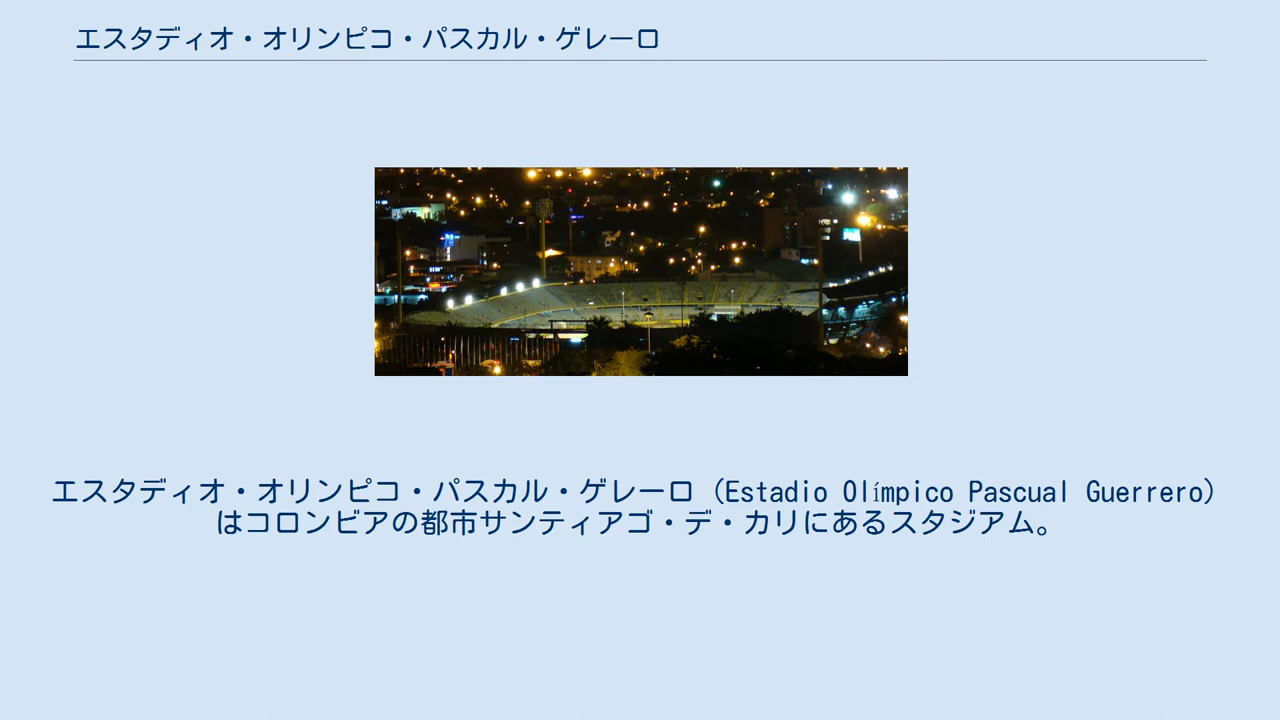 エスタディオ・オリンピコ・パスカル・ゲレーロ
エスタディオ・オリンピコ・パスカル・ゲレーロ（Estadio Olímpico Pascual Guerrero）
はコロンビアの都市サンティアゴ・デ・カリにあるスタジアム。